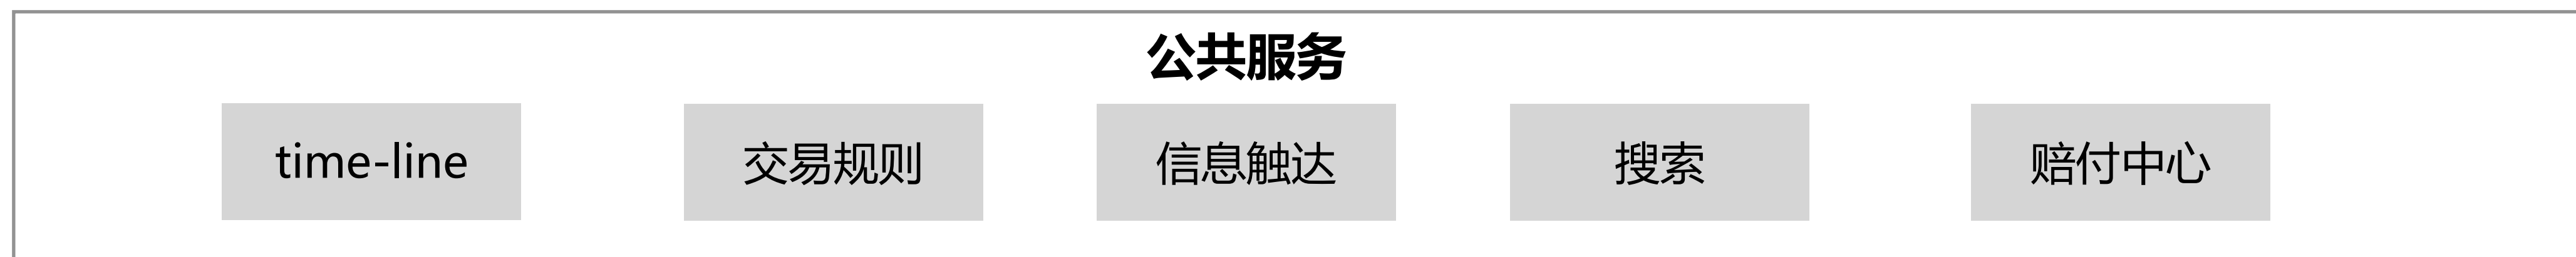 公共服务
time-line
交易规则
信息触达
搜索
赔付中心